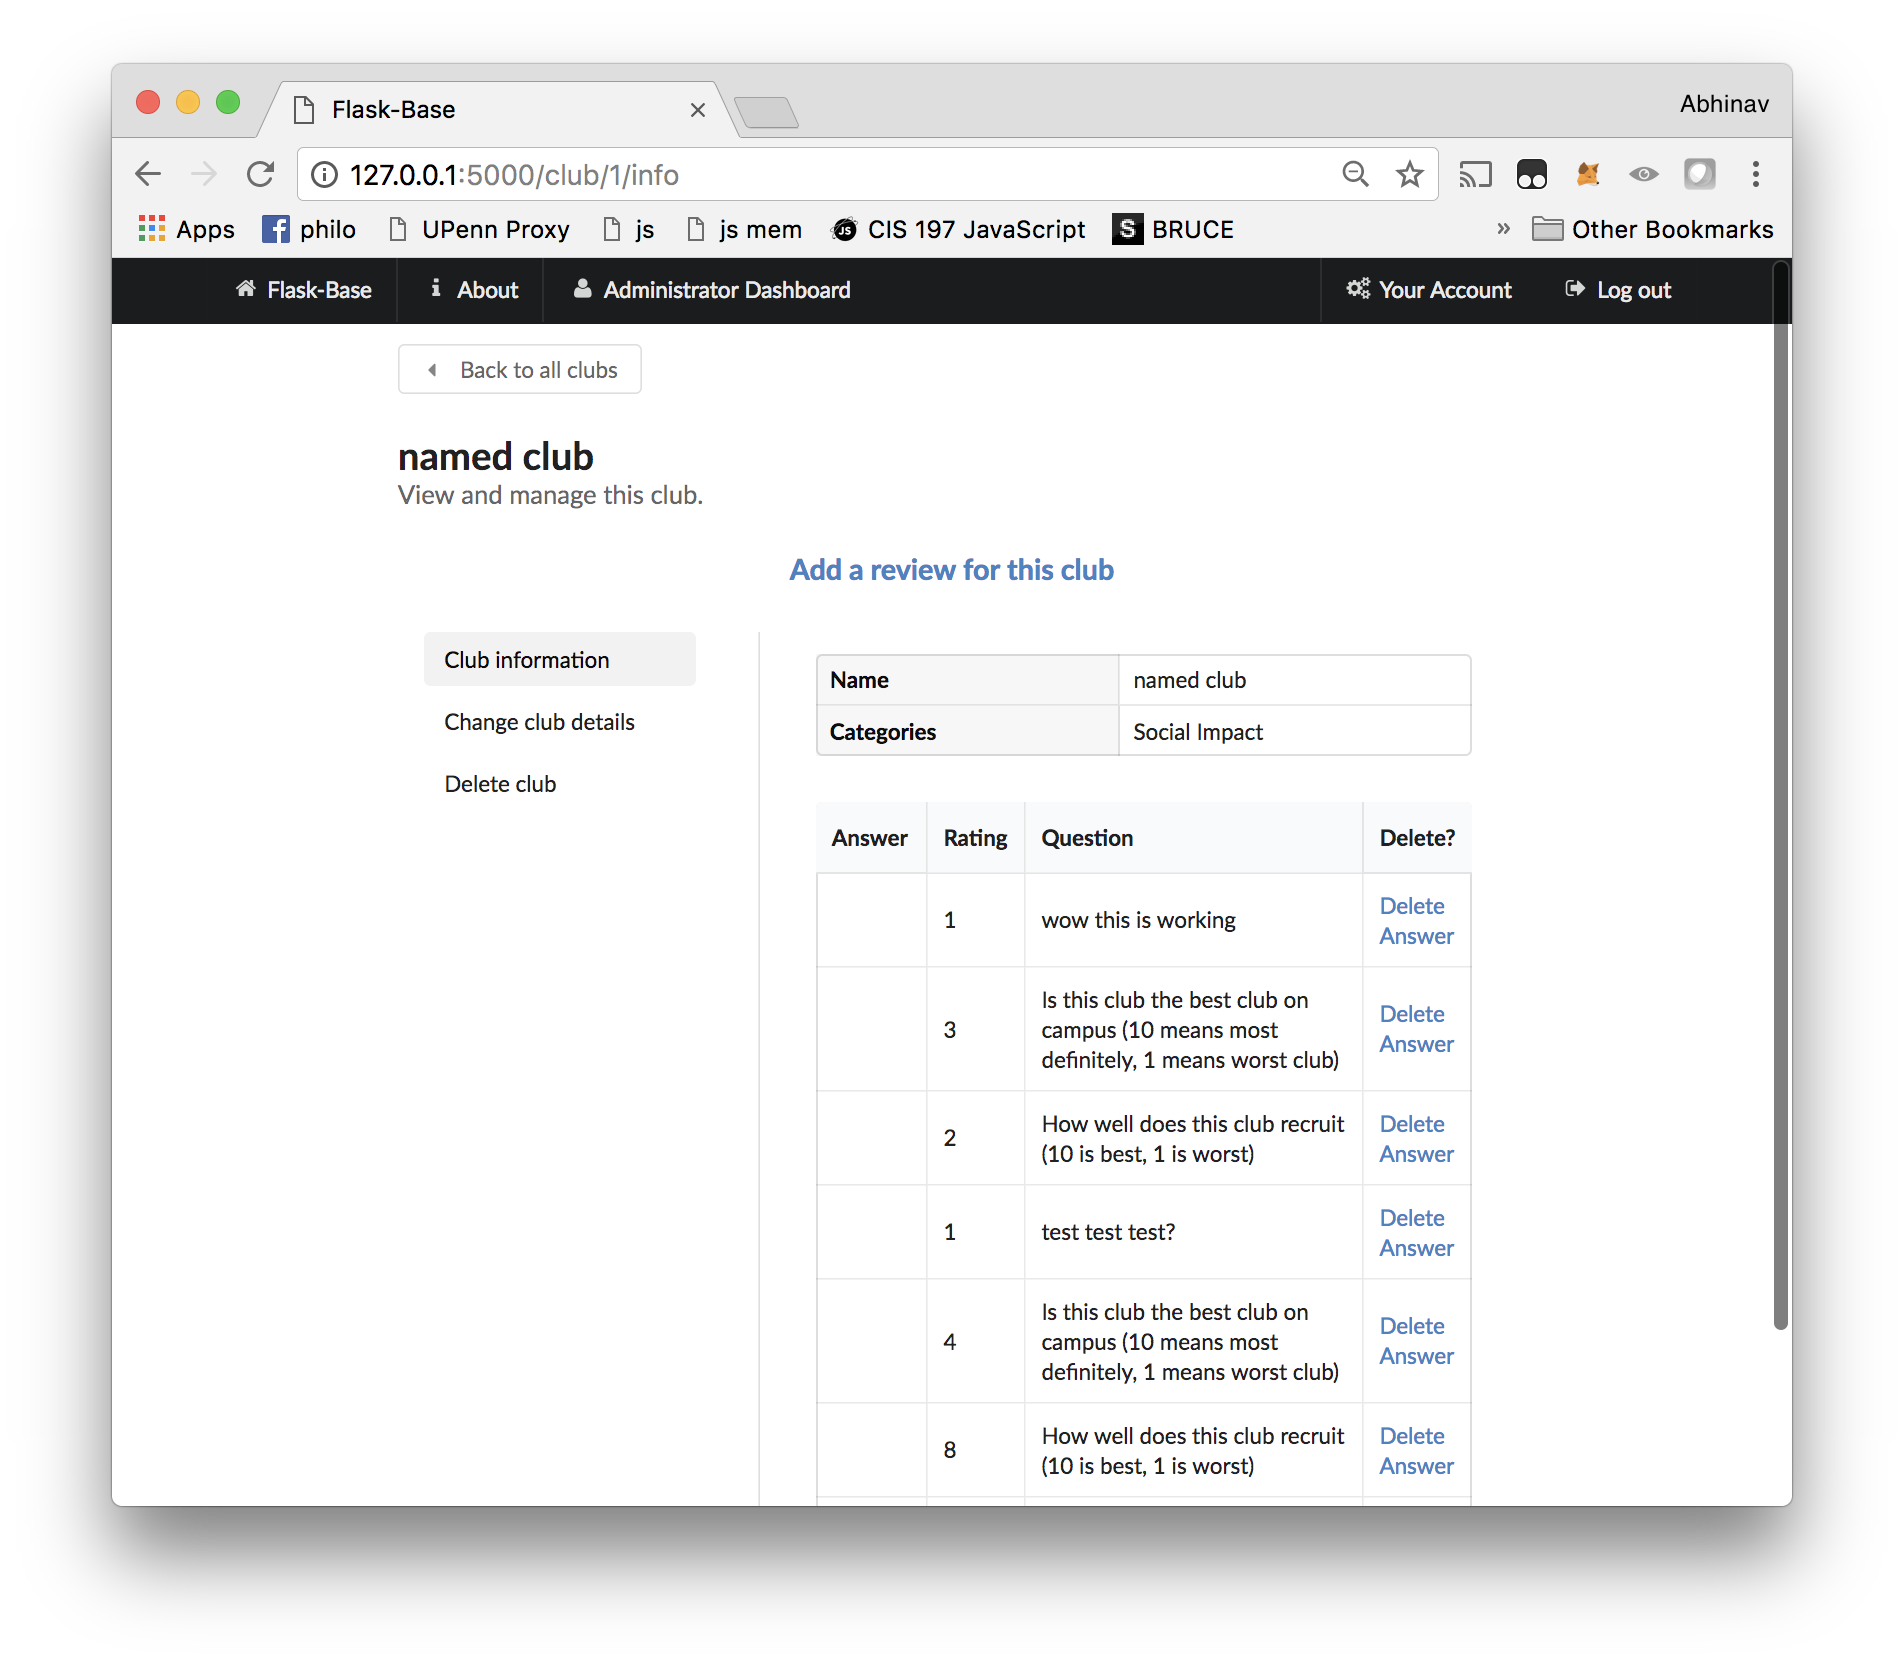 Flask-Base
Abhinav
127.0.0.1:5000/club/1/info
Apps philo UPenn Proxy js js mem CIS 197 JavaScript BRUCE » Other Bookmarks
Flask-Base About Administrator Dashboard Your Account Log out
Back to all clubs
named club
View and manage this club.
Add a review for this club
Club information
Change club details
Delete club
Name named club
Categories Social Impact
Answer Rating Question Delete?
1 wow this is working Delete
Answer
3 Is this club the best club on
campus (10 means most
definitely, 1 means worst club)
Delete
Answer
2 How well does this club recruit
(10 is best, 1 is worst)
Delete
Answer
1 test test test? Delete
Answer
4 Is this club the best club on
campus (10 means most
definitely, 1 means worst club)
Delete
Answer
8 How well does this club recruit
(10 is best, 1 is worst)
Delete
Answer